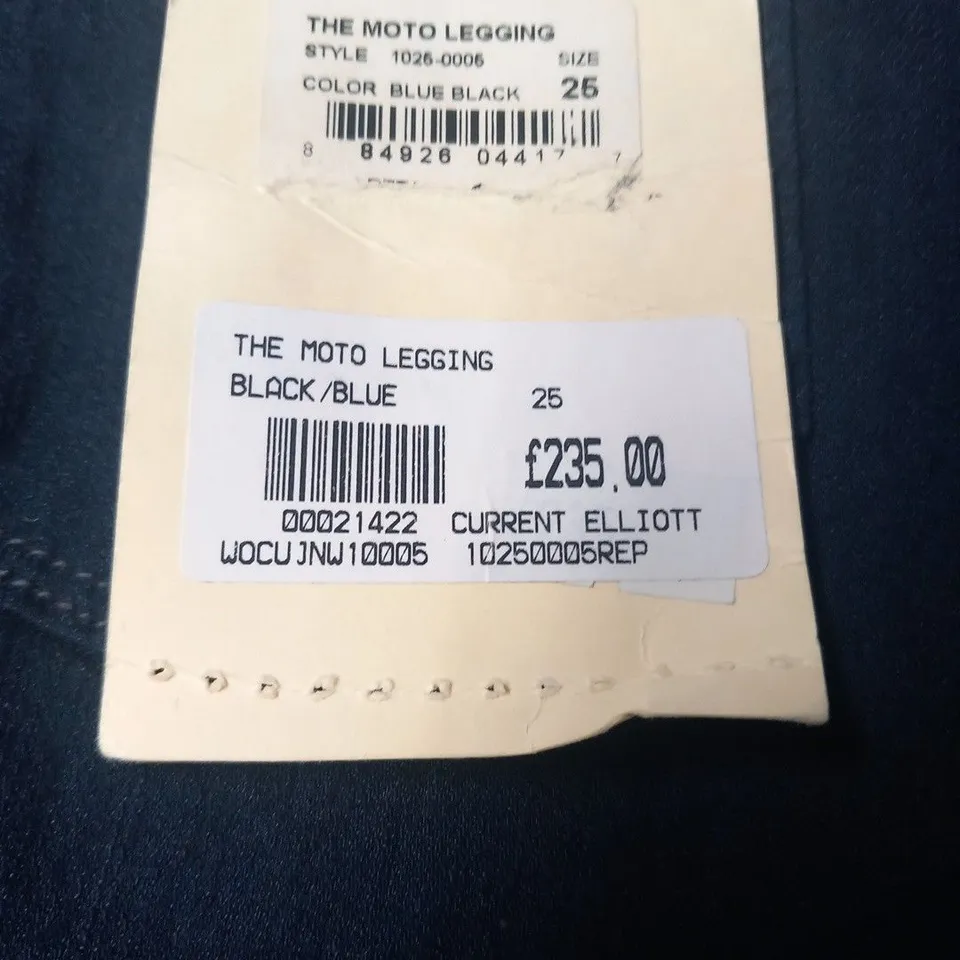 THE MOTO LEGGING
STYLE 1025-0005 SIZE
COLOR BLUE BLACK 25
8 84926 04417 7
THE MOTO LEGGING
BLACK/BLUE 25
£235.00
00021422 CURRENT ELLIOTT
WOCUJNW10005 10250005REP